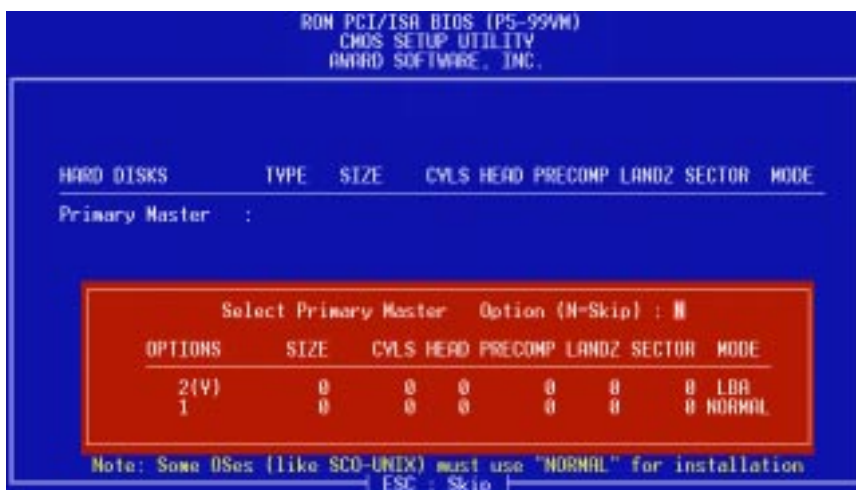 ROM PCI/ISA BIOS (P5-99VM)
CMOS SETUP UTILITY
AWARD SOFTWARE, INC.
HARD DISKS TYPE SIZE CYLS HEAD PRECOMP LANDZ SECTOR MODE
Primary Master :
Select Primary Master Option (N=Skip) : N
OPTIONS SIZE CYLS HEAD PRECOMP LANDZ SECTOR MODE
2(Y) 0 0 0 0 0 0 LBA
1 0 0 0 0 0 0 NORMAL
Note: Some OSes (like SCO-UNIX) must use "NORMAL" for installation
ESC : Skip